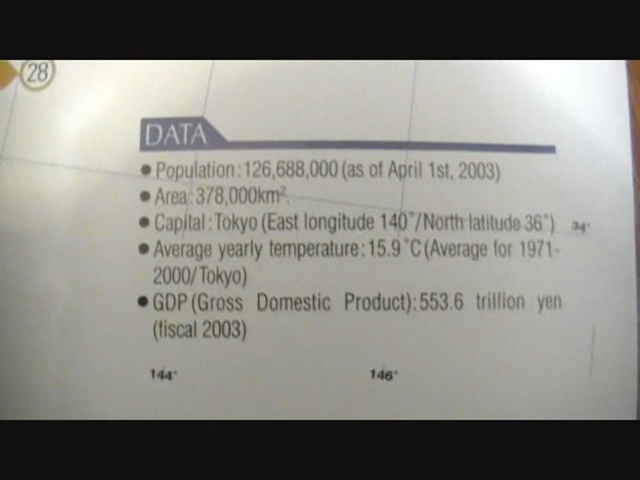 28
DATA
● Population:126,688,000 (as of April 1st, 2003)
● Area:378,000km².
● Capital:Tokyo (East longitude 140°/North latitude 36°)
34°
● Average yearly temperature:15.9°C (Average for 1971-
2000/Tokyo)
● GDP (Gross Domestic Product):553.6 trillion yen
(fiscal 2003)
144° 146°